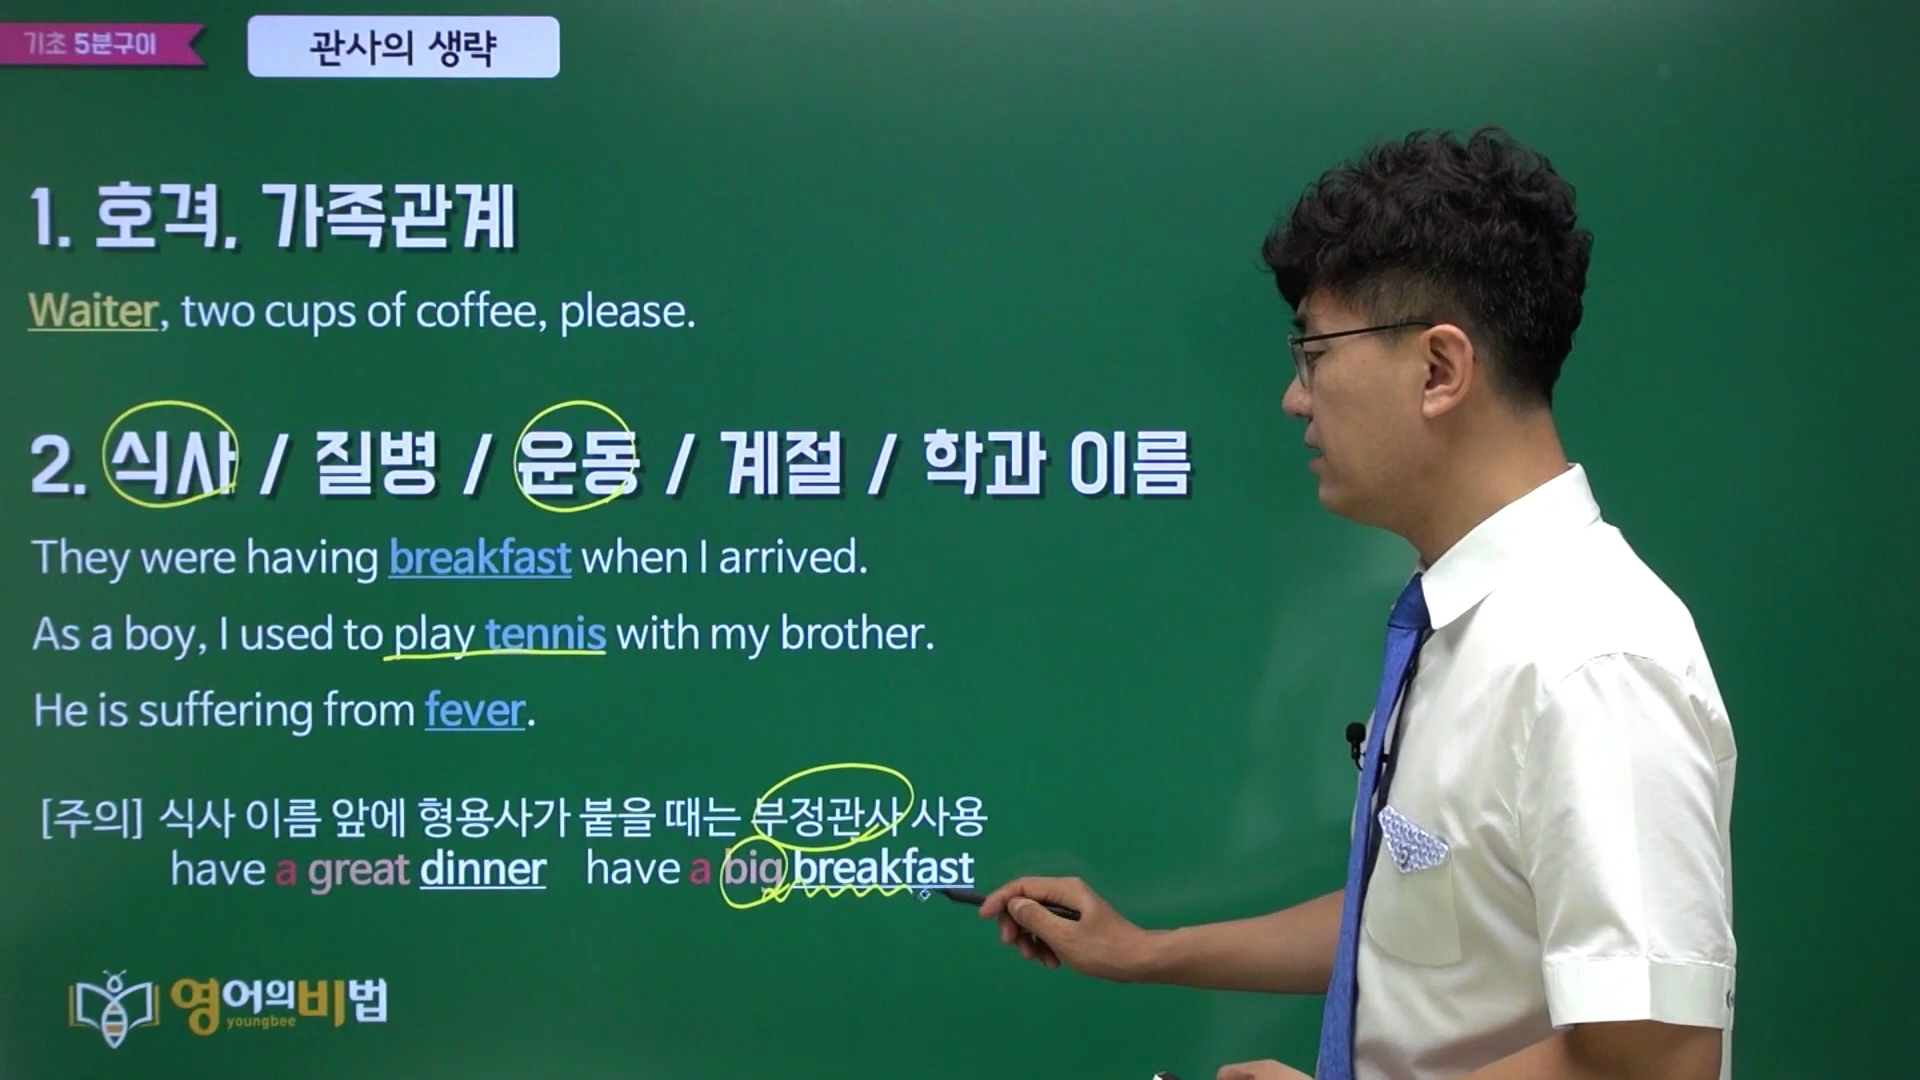 기초 5분구이
관사의 생략
1. 호격, 가족관계
Waiter, two cups of coffee, please.
2. 식사 / 질병 / 운동 / 계절 / 학과 이름
They were having breakfast when I arrived.
As a boy, I used to play tennis with my brother.
He is suffering from fever.
[주의] 식사 이름 앞에 형용사가 붙을 때는 부정관사 사용
have a great dinner have a big breakfast
영어의비법
youngbee